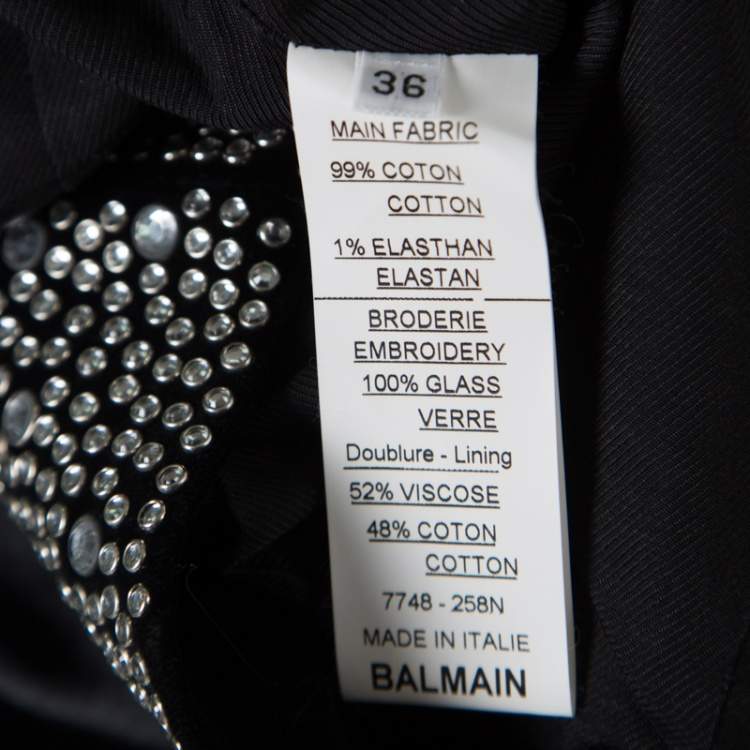 36
MAIN FABRIC
99% COTON
COTTON
1% ELASTHAN
ELASTAN
BRODERIE
EMBROIDERY
100% GLASS
VERRE
Doublure - Lining
52% VISCOSE
48% COTON
COTTON
7748 - 258N
MADE IN ITALIE
BALMAIN